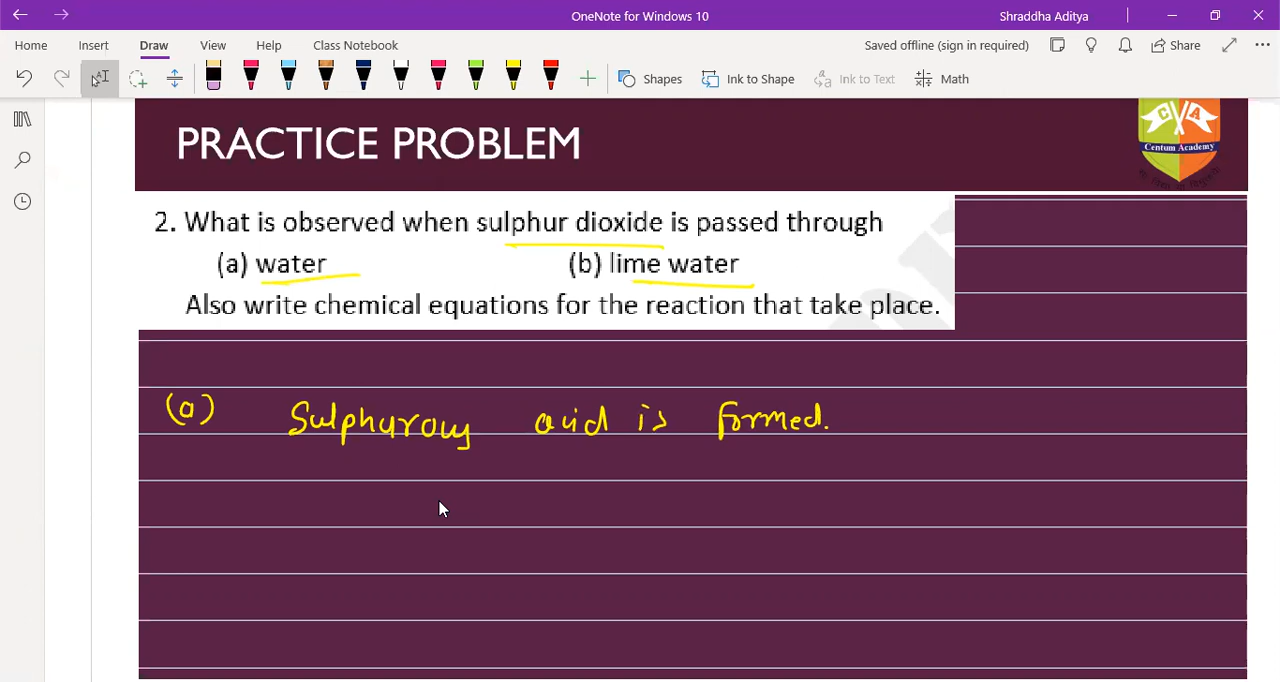 OneNote for Windows 10
Shraddha Aditya
Home Insert Draw View Help Class Notebook
Saved offline (sign in required) Share
Shapes Ink to Shape Ink to Text Math
PRACTICE PROBLEM
CA
Centum Academy
2. What is observed when sulphur dioxide is passed through
(a) water (b) lime water
Also write chemical equations for the reaction that take place.
(a) Sulphurous acid is formed.